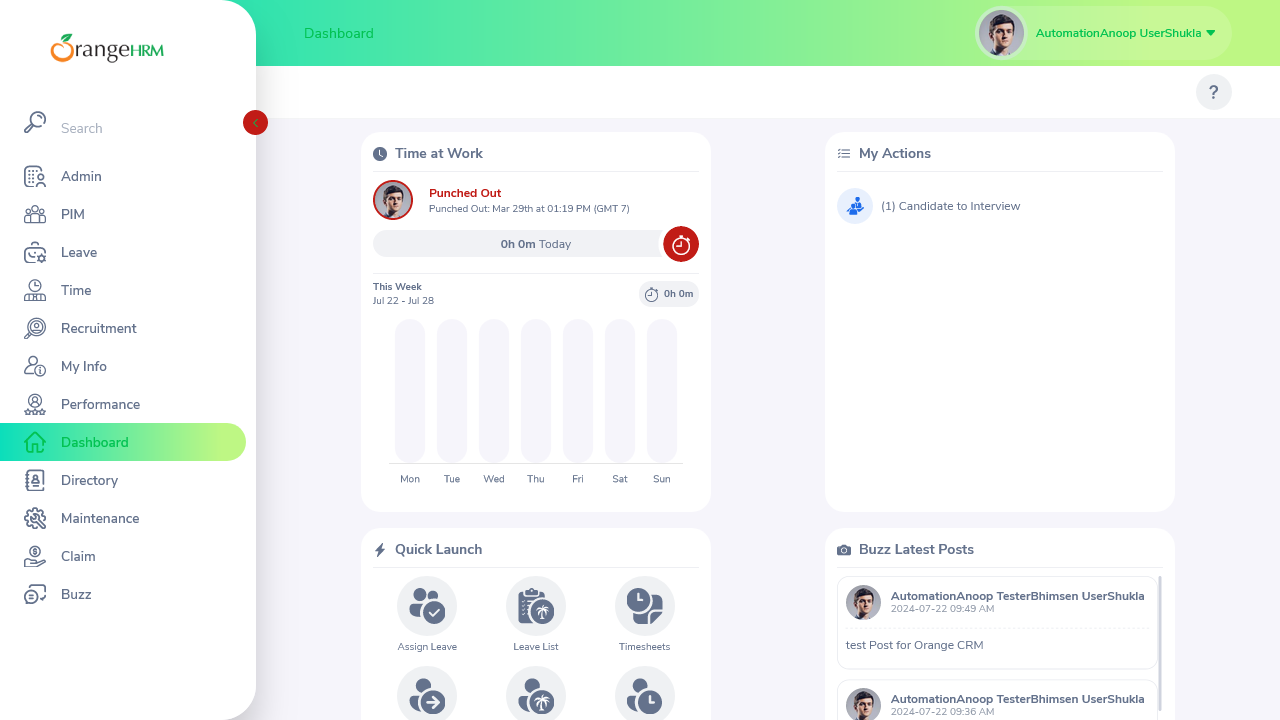 OrangeHRM
Search
Admin
PIM
Leave
Time
Recruitment
My Info
Performance
Dashboard
Directory
Maintenance
Claim
Buzz
Dashboard
AutomationAnoop UserShukla
?
Time at Work
Punched Out
Punched Out: Mar 29th at 01:19 PM (GMT 7)
0h 0m Today
This Week
Jul 22 - Jul 28
0h 0m
Mon Tue Wed Thu Fri Sat Sun
My Actions
(1) Candidate to Interview
Quick Launch
Assign Leave
Leave List
Timesheets
Buzz Latest Posts
AutomationAnoop TesterBhimsen UserShukla
2024-07-22 09:49 AM
test Post for Orange CRM
AutomationAnoop TesterBhimsen UserShukla
2024-07-22 09:36 AM